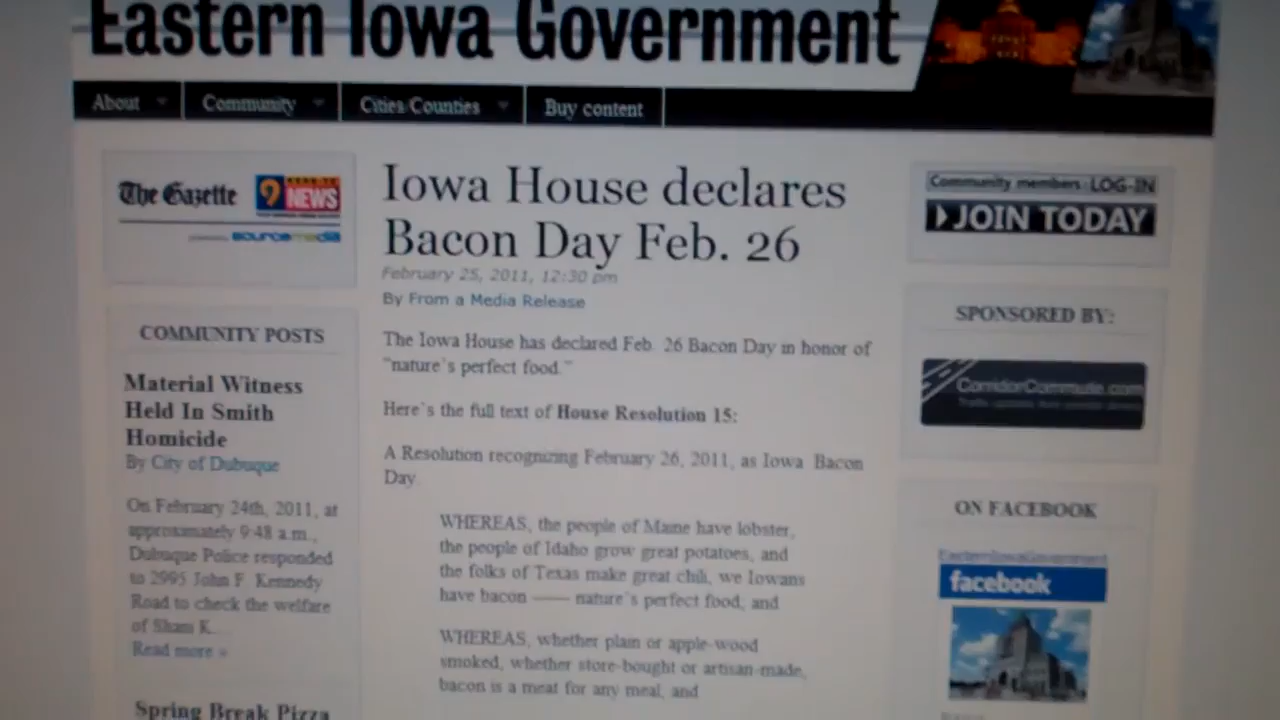 Eastern Iowa Government
About
Community
Cities/Counties
Buy content
The Gazette
9 NEWS
sourcemedia
COMMUNITY POSTS
Material Witness
Held In Smith
Homicide
By City of Dubuque
On February 24th, 2011, at
approximately 9:48 a.m.,
Dubuque Police responded
to 2995 John F. Kennedy
Road to check the welfare
of Sham K...
Read more »
Spring Break Pizza
Iowa House declares
Bacon Day Feb. 26
February 25, 2011, 12:30 pm
By From a Media Release
The Iowa House has declared Feb. 26 Bacon Day in honor of
"nature's perfect food."
Here's the full text of House Resolution 15:
A Resolution recognizing February 26, 2011, as Iowa Bacon
Day
WHEREAS, the people of Maine have lobster,
the people of Idaho grow great potatoes, and
the folks of Texas make great chili, we Iowans
have bacon —— nature's perfect food, and
WHEREAS, whether plain or apple-wood
smoked, whether store-bought or artisan-made,
bacon is a meat for any meal, and
Community members: LOG-IN
JOIN TODAY
SPONSORED BY:
CorridorCommute.com
ON FACEBOOK
EasternIowaGovernment
facebook